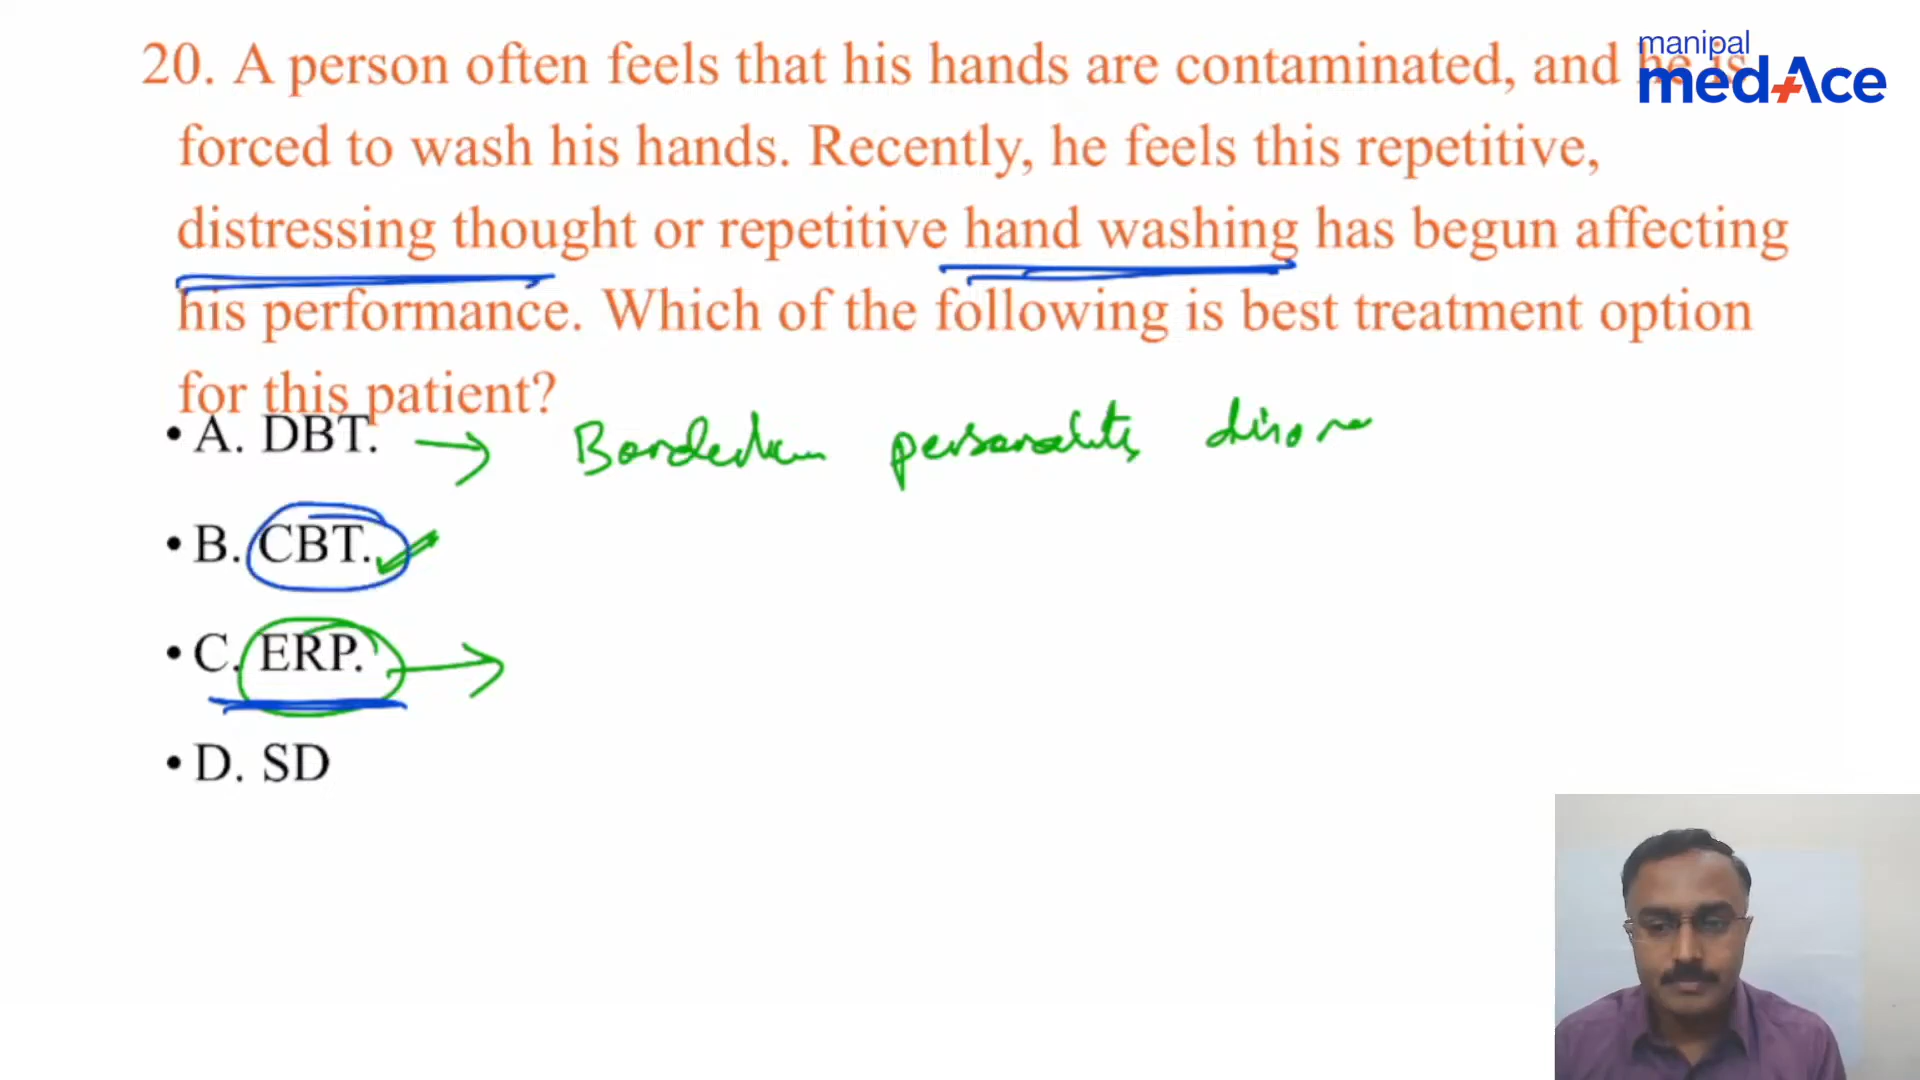 20. A person often feels that his hands are contaminated, and he is
manipal
medAce
forced to wash his hands. Recently, he feels this repetitive,
distressing thought or repetitive hand washing has begun affecting
his performance. Which of the following is best treatment option
for this patient?
• A. DBT. → Borderline personality disor
• B. CBT.
• C. ERP. →
• D. SD